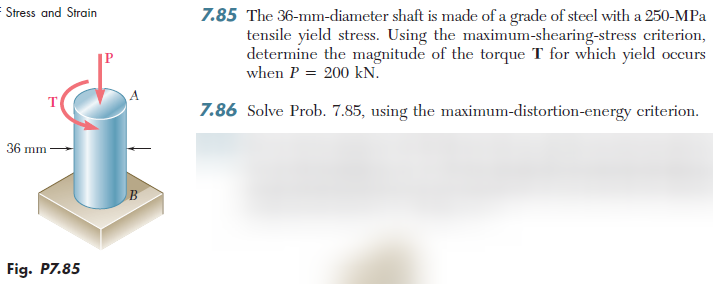 Stress and Strain
7.85 The 36-mm-diameter shaft is made of a grade of steel with a 250-MPa
tensile yield stress. Using the maximum-shearing-stress criterion,
determine the magnitude of the torque T for which yield occurs
when P = 200 kN.
7.86 Solve Prob. 7.85, using the maximum-distortion-energy criterion.
P
T
A
36 mm
B
Fig. P7.85